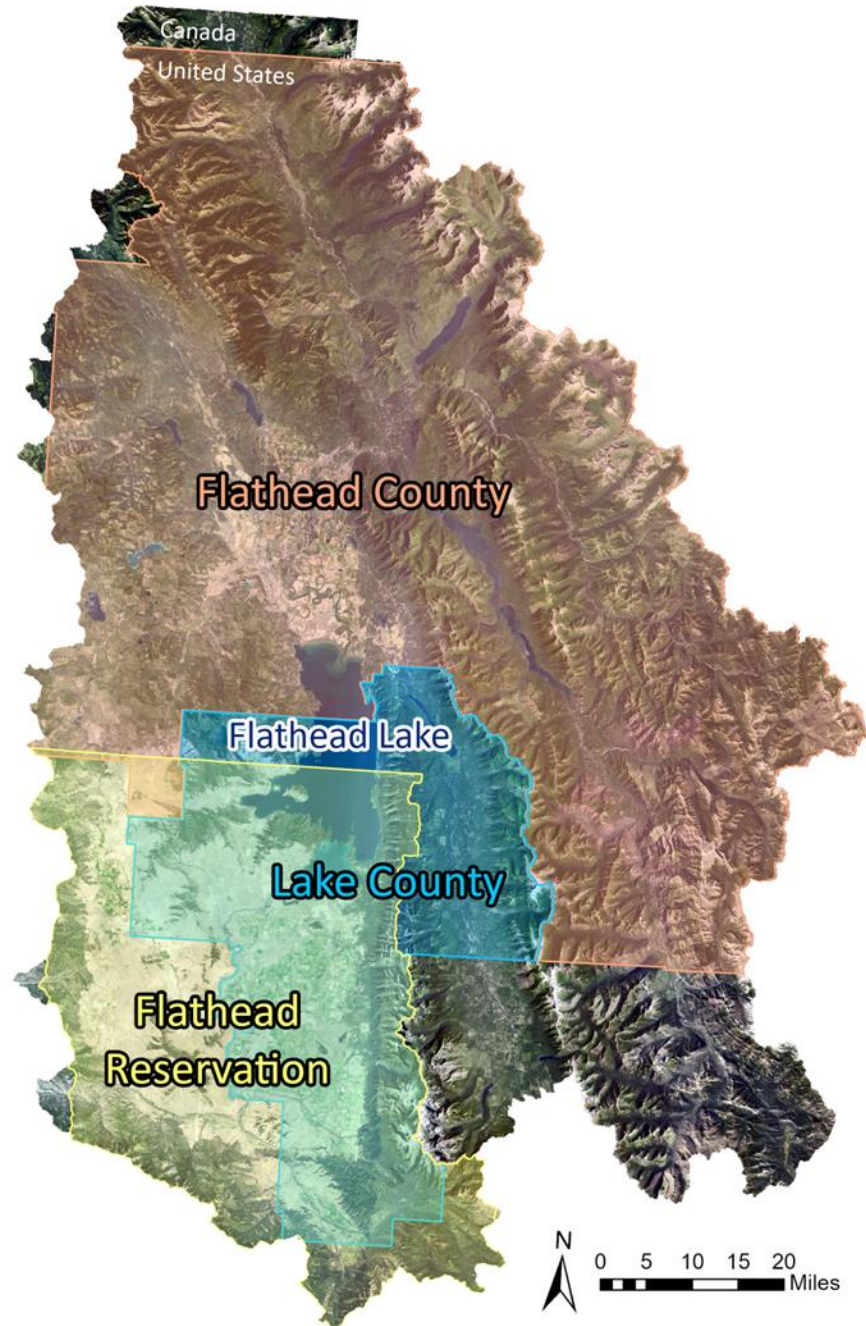 Canada
United States
Flathead County
Flathead Lake
Lake County
Flathead
Reservation
N
0 5 10 15 20
Miles